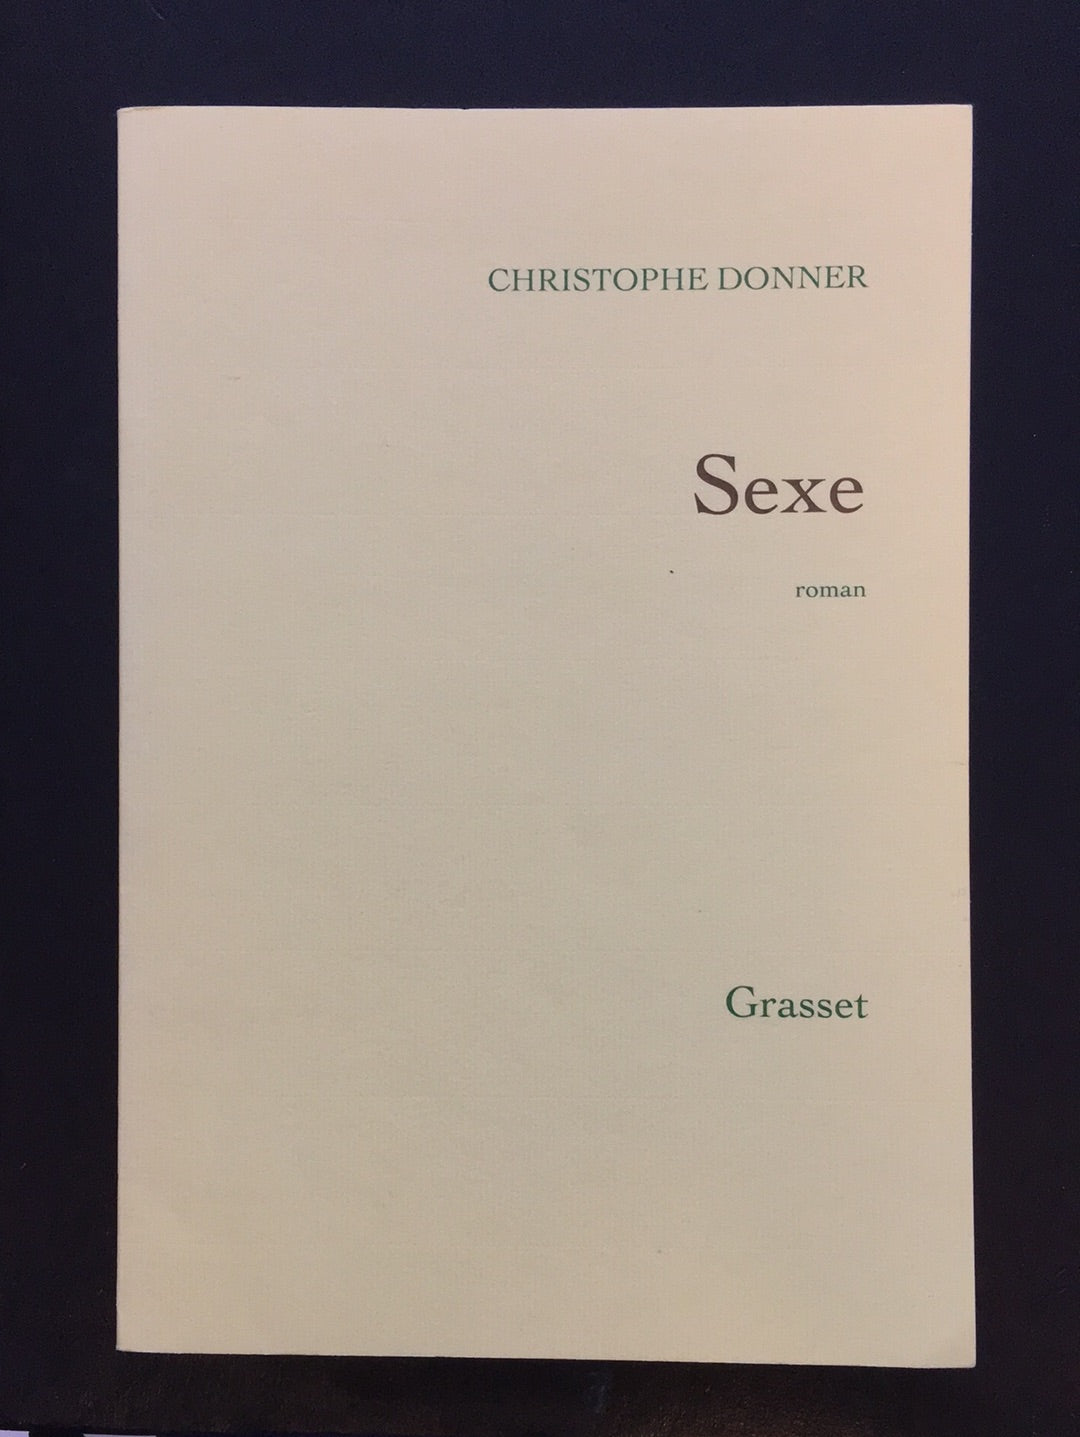 CHRISTOPHE DONNER
Sexe
roman
Grasset